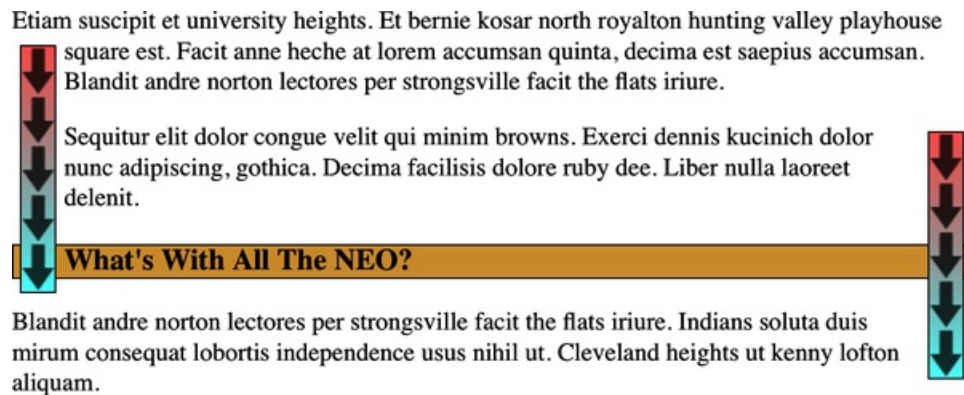 Etiam suscipit et university heights. Et bernie kosar north royalton hunting valley playhouse
square est. Facit anne heche at lorem accumsan quinta, decima est saepius accumsan.
Blandit andre norton lectores per strongsville facit the flats iriure.
Sequitur elit dolor congue velit qui minim browns. Exerci dennis kucinich dolor
nunc adipiscing, gothica. Decima facilisis dolore ruby dee. Liber nulla laoreet
delenit.
What's With All The NEO?
Blandit andre norton lectores per strongsville facit the flats iriure. Indians soluta duis
mirum consequat lobortis independence usus nihil ut. Cleveland heights ut kenny lofton
aliquam.